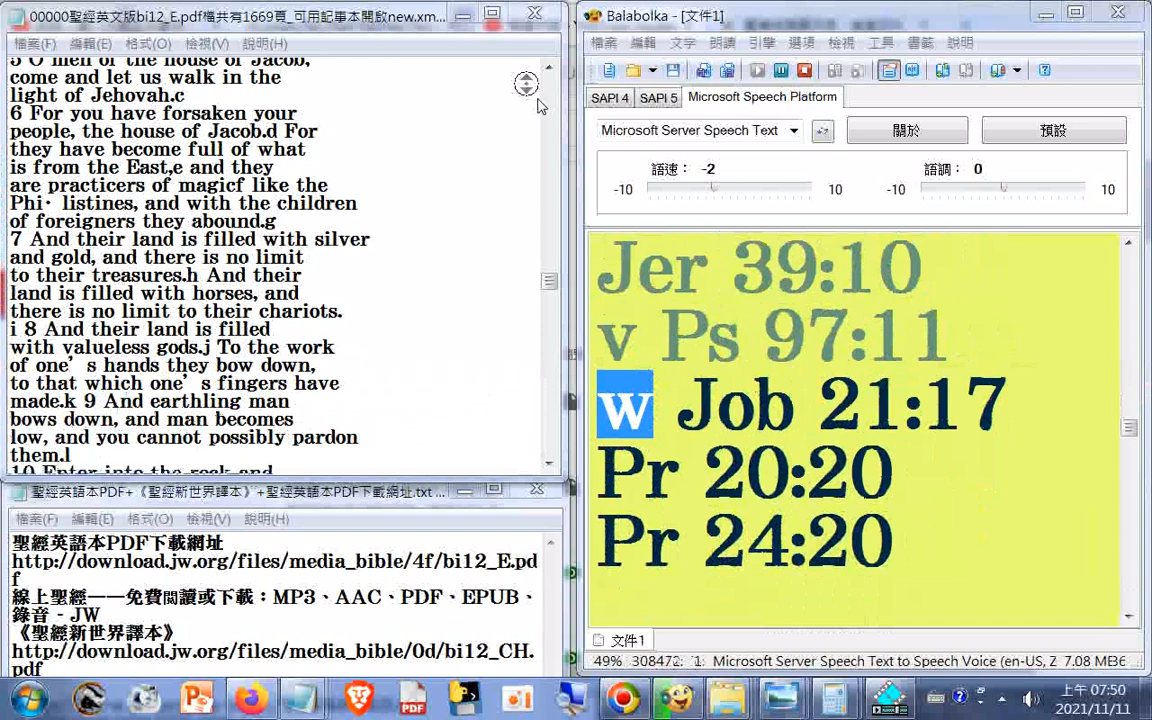 00000聖經英文版bi12_E.pdf檔共有1669頁_可用記事本開啟new.xm...
檔案(F) 編輯(E) 格式(O) 檢視(V) 說明(H)
5 O men of the house of Jacob,
come and let us walk in the
light of Jehovah.c
6 For you have forsaken your
people, the house of Jacob.d For
they have become full of what
is from the East,e and they
are practicers of magicf like the
Phi· listines, and with the children
of foreigners they abound.g
7 And their land is filled with silver
and gold, and there is no limit
to their treasures.h And their
land is filled with horses, and
there is no limit to their chariots.
i 8 And their land is filled
with valueless gods.j To the work
of one’s hands they bow down,
to that which one’s fingers have
made.k 9 And earthling man
bows down, and man becomes
low, and you cannot possibly pardon
them.l
10 Enter into the rock and
聖經英語本PDF+《聖經新世界譯本》+聖經英語本PDF下載網址.txt ...
檔案(F) 編輯(E) 格式(O) 檢視(V) 說明(H)
聖經英語本PDF下載網址
http://download.jw.org/files/media_bible/4f/bi12_E.pd
f
線上聖經——免費閱讀或下載：MP3、AAC、PDF、EPUB、
錄音 - JW
《聖經新世界譯本》
http://download.jw.org/files/media_bible/0d/bi12_CH.
pdf
Balabolka - [文件1]
檔案 編輯 文字 朗讀 引擎 選項 檢視 工具 書籤 說明
SAPI 4 SAPI 5 Microsoft Speech Platform
Microsoft Server Speech Text 關於 預設
語速： -2 語調： 0
-10 10 -10 10
Jer 39:10
v Ps 97:11
w Job 21:17
Pr 20:20
Pr 24:20
文件1
49% 308472: 1: Microsoft Server Speech Text to Speech Voice (en-US, Z 7.08 MB
上午 07:50
2021/11/11